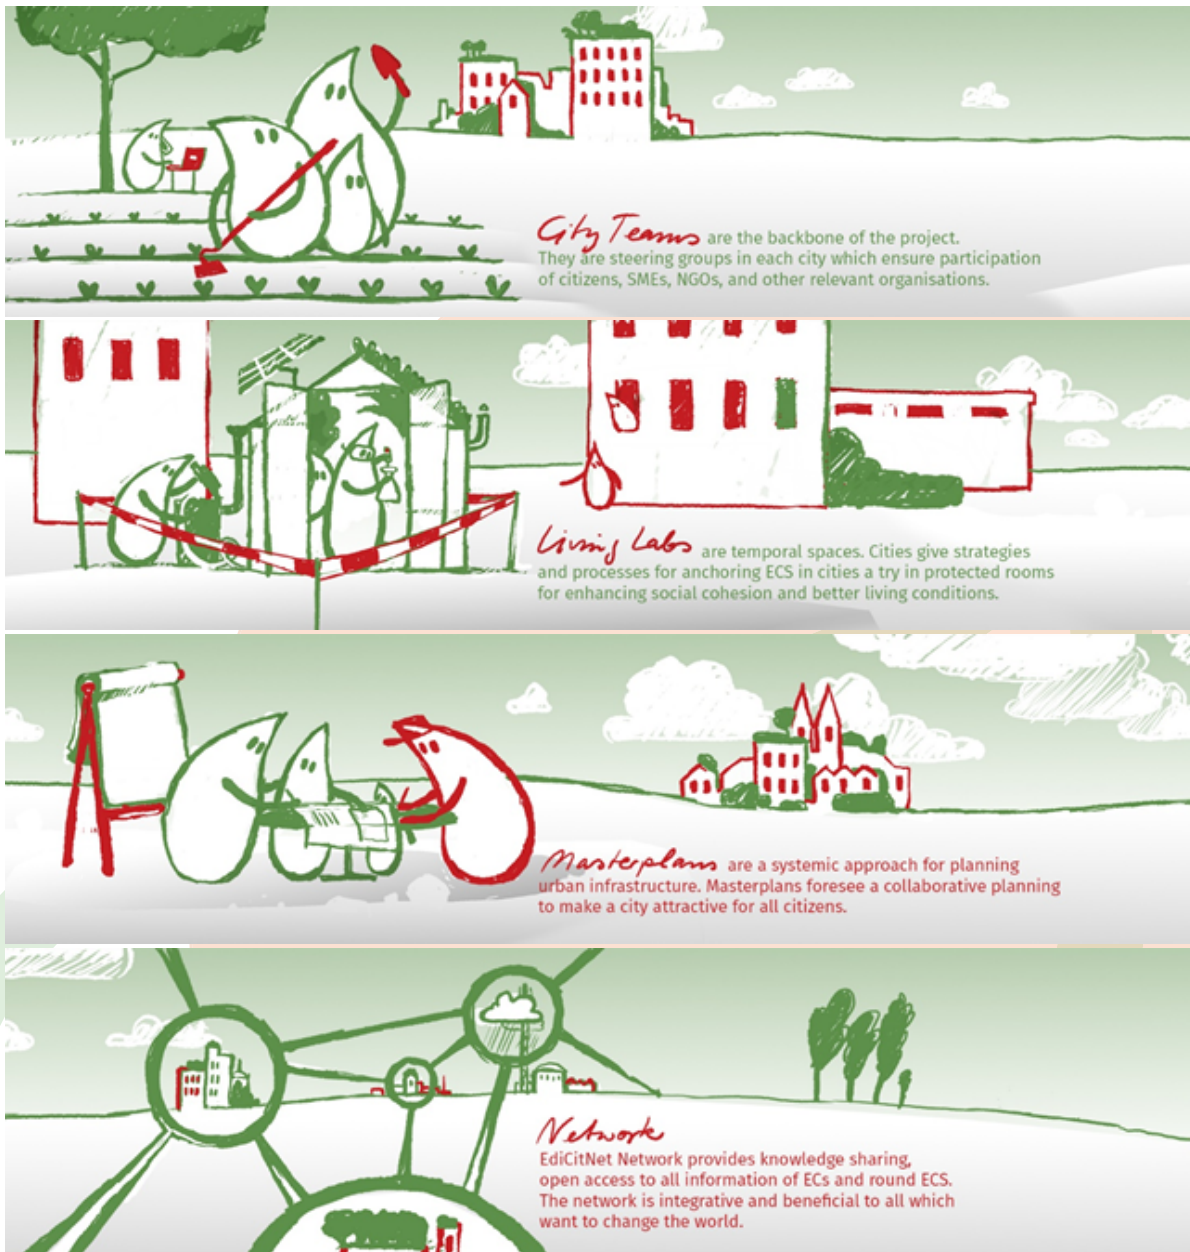 City Teams are the backbone of the project.
They are steering groups in each city which ensure participation
of citizens, SMEs, NGOs, and other relevant organisations.
Living Labs are temporal spaces. Cities give strategies
and processes for anchoring ECS in cities a try in protected rooms
for enhancing social cohesion and better living conditions.
Masterplans are a systemic approach for planning
urban infrastructure. Masterplans foresee a collaborative planning
to make a city attractive for all citizens.
Network
EdiCitNet Network provides knowledge sharing,
open access to all information of ECs and round ECS.
The network is integrative and beneficial to all which
want to change the world.